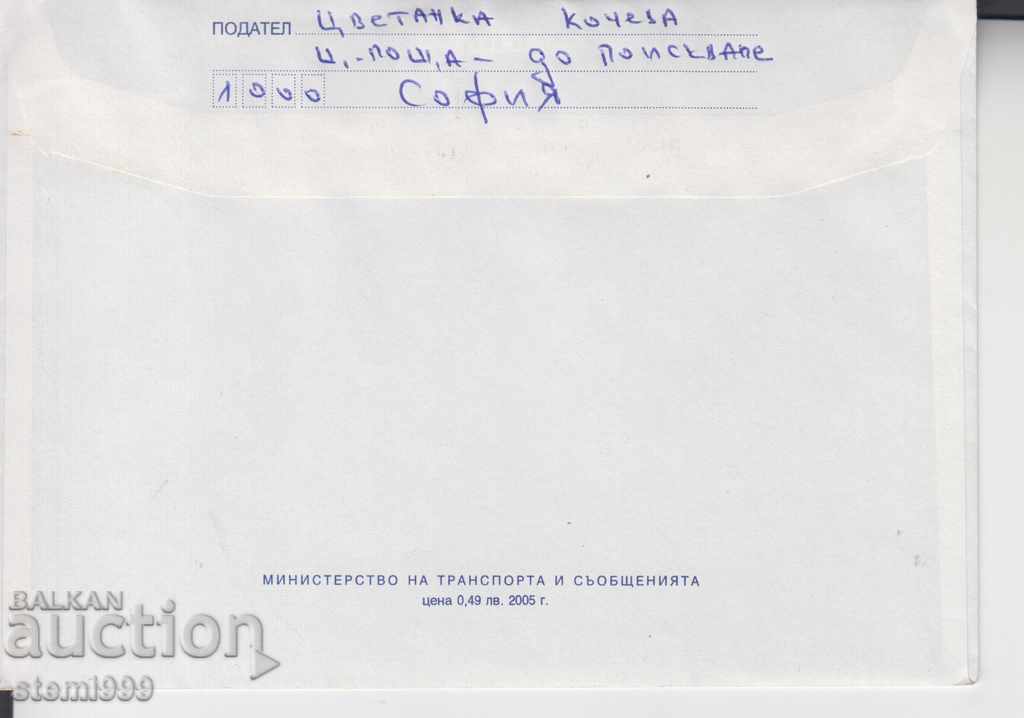 ПОДАТЕЛ Цветанка Кочева
Ц.-поща - до поискване
1000 София
МИНИСТЕРСТВО НА ТРАНСПОРТА И СЪОБЩЕНИЯТА
цена 0,49 лв. 2005 г.
BALKAN
auction
stemi999